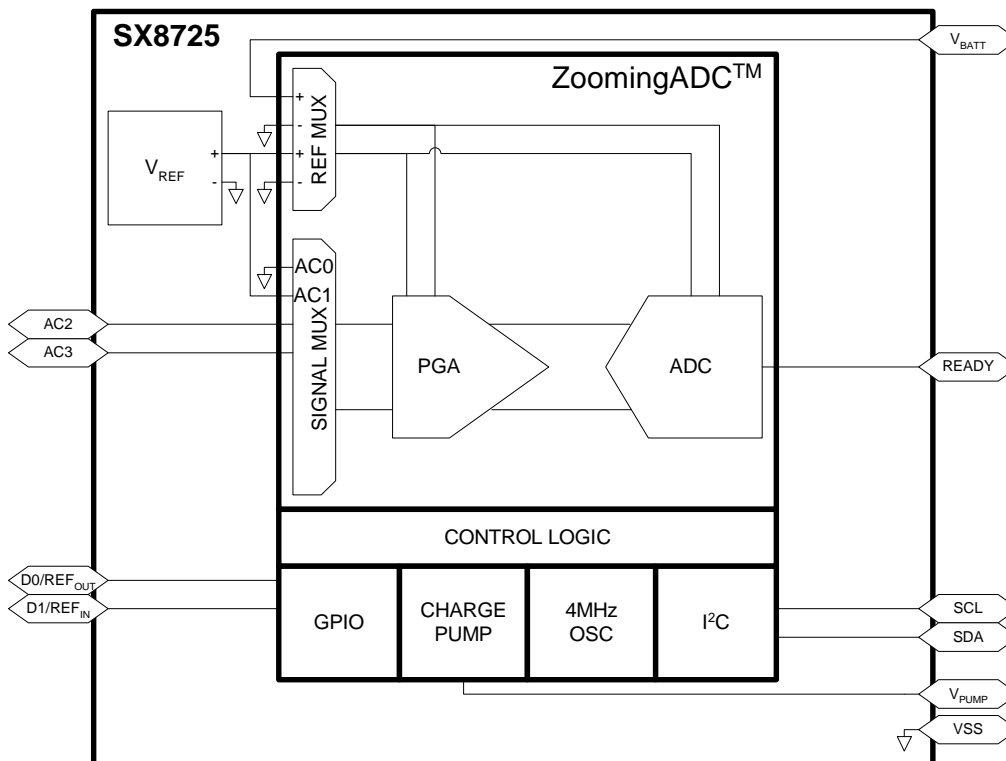 SX8725
V_BATT
ZoomingADC™
+
-
+
-
REF MUX
V_REF
+
-
AC0
AC1
SIGNAL MUX
AC2
AC3
PGA
ADC
READY
CONTROL LOGIC
D0/REF_OUT
D1/REF_IN
GPIO
CHARGE
PUMP
4MHz
OSC
I²C
SCL
SDA
V_PUMP
VSS